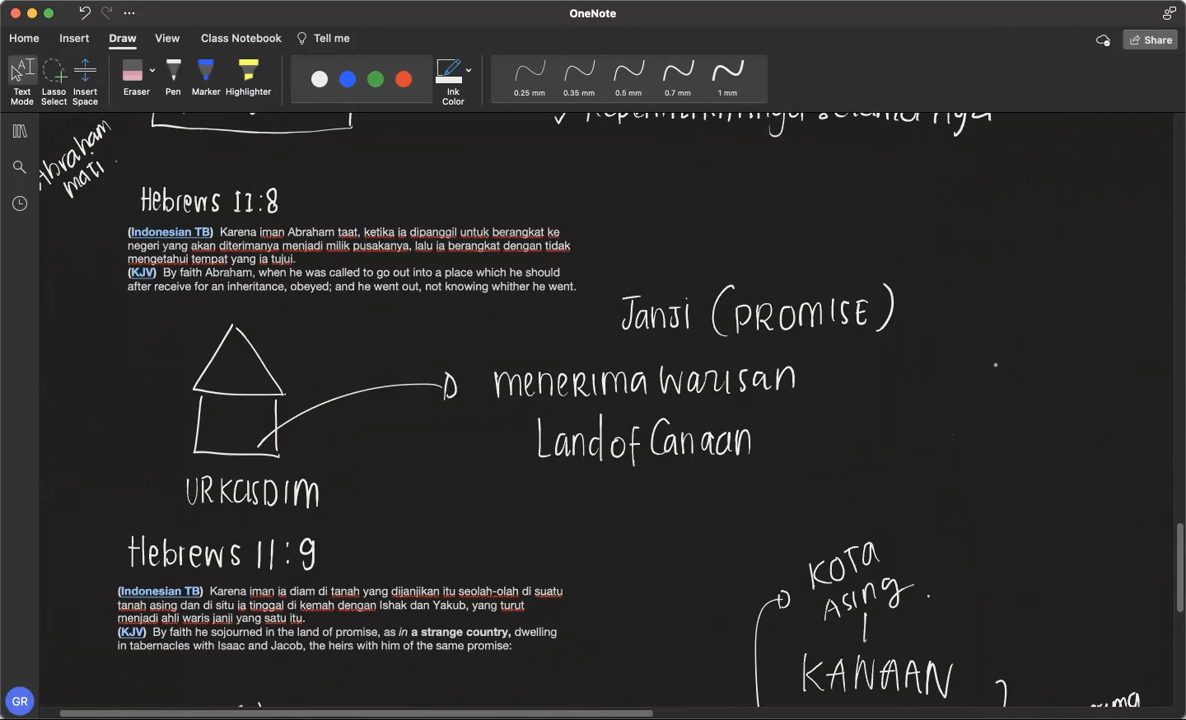 OneNote
Home Insert Draw View Class Notebook Tell me
Share
Text Mode
Lasso Select
Insert Space
Eraser
Pen
Marker
Highlighter
Ink Color
0.25 mm
0.35 mm
0.5 mm
0.7 mm
1 mm
Abraham
mati
Hebrews 11:8
(Indonesian TB) Karena iman Abraham taat, ketika ia dipanggil untuk berangkat ke
negeri yang akan diterimanya menjadi milik pusakanya, lalu ia berangkat dengan tidak
mengetahui tempat yang ia tujui.
(KJV) By faith Abraham, when he was called to go out into a place which he should
after receive for an inheritance, obeyed; and he went out, not knowing whither he went.
Janji (PROMISE)
menerima warisan
Land of Canaan
UR KASDIM
Hebrews 11:9
(Indonesian TB) Karena iman ia diam di tanah yang dijanjikan itu seolah-olah di suatu
tanah asing dan di situ ia tinggal di kemah dengan Ishak dan Yakub, yang turut
menjadi ahli waris janji yang satu itu.
(KJV) By faith he sojourned in the land of promise, as in a strange country, dwelling
in tabernacles with Isaac and Jacob, the heirs with him of the same promise:
KOTA
Asing
KANAAN
GR